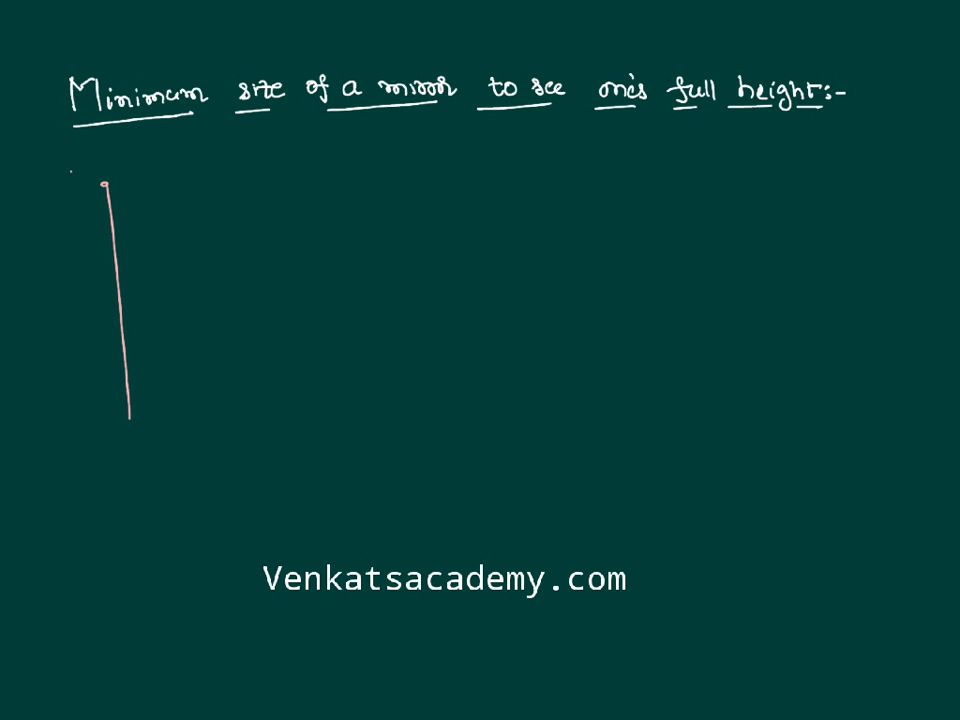 Minimum size of a mirror to see one's full height:-
Venkatsacademy.com